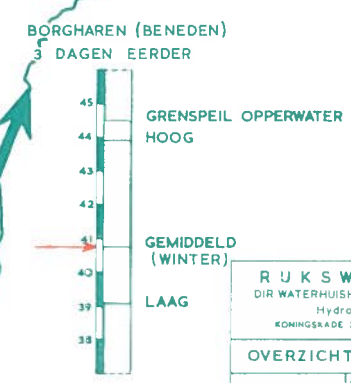 BORGHAREN (BENEDEN)
3 DAGEN EERDER
45
GRENSPEIL OPPERWATER
44
HOOG
43
42
41
GEMIDDELD
(WINTER)
40
39
LAAG
38
RIJKSW
DIR WATERHUISH
Hydro
KONINGSKADE
OVERZICHT